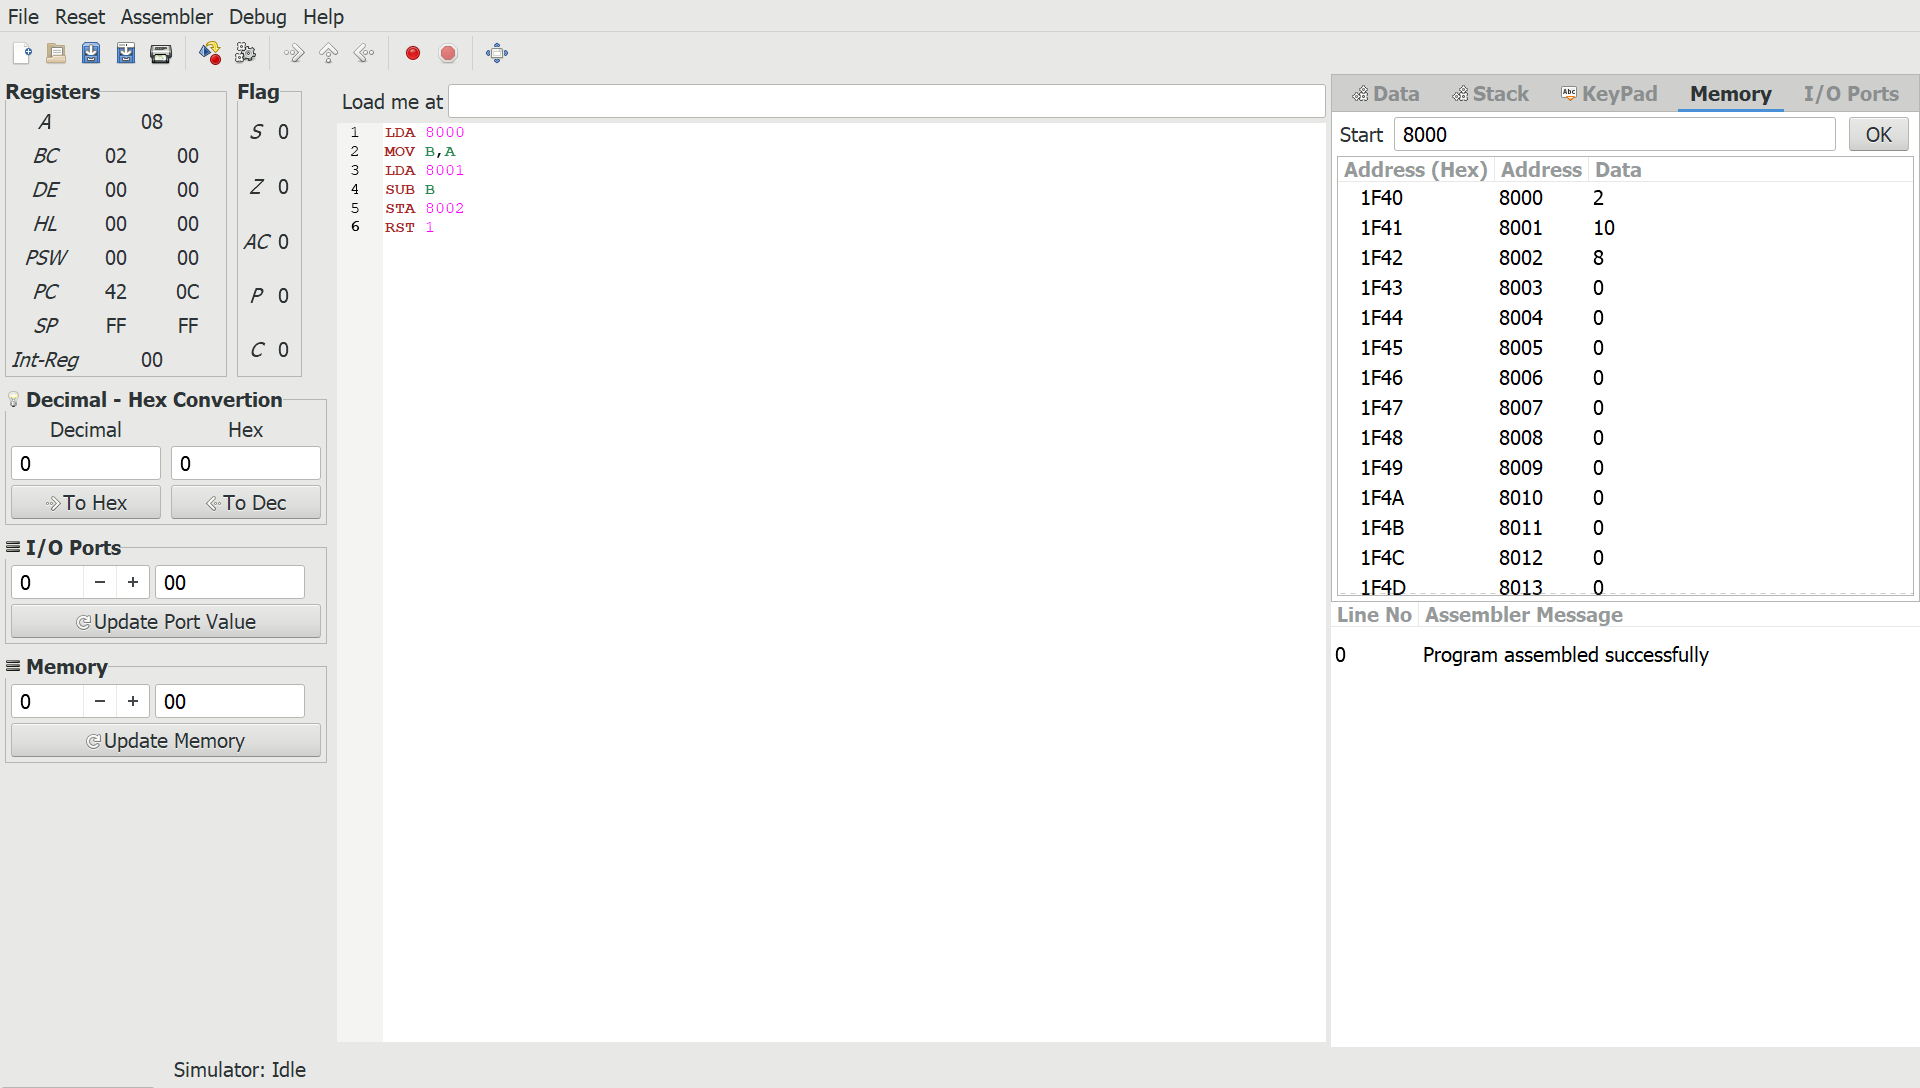 File Reset Assembler Debug Help
Registers
A 08
BC 02 00
DE 00 00
HL 00 00
PSW 00 00
PC 42 0C
SP FF FF
Int-Reg 00
Flag
S 0
Z 0
AC 0
P 0
C 0
Decimal - Hex Convertion
Decimal Hex
0 0
To Hex To Dec
I/O Ports
0 − + 00
Update Port Value
Memory
0 − + 00
Update Memory
Load me at
1 LDA 8000
2 MOV B,A
3 LDA 8001
4 SUB B
5 STA 8002
6 RST 1
Data Stack Abc KeyPad Memory I/O Ports
Start 8000 OK
Address (Hex) Address Data
1F40 8000 2
1F41 8001 10
1F42 8002 8
1F43 8003 0
1F44 8004 0
1F45 8005 0
1F46 8006 0
1F47 8007 0
1F48 8008 0
1F49 8009 0
1F4A 8010 0
1F4B 8011 0
1F4C 8012 0
1F4D 8013 0
Line No Assembler Message
0 Program assembled successfully
Simulator: Idle